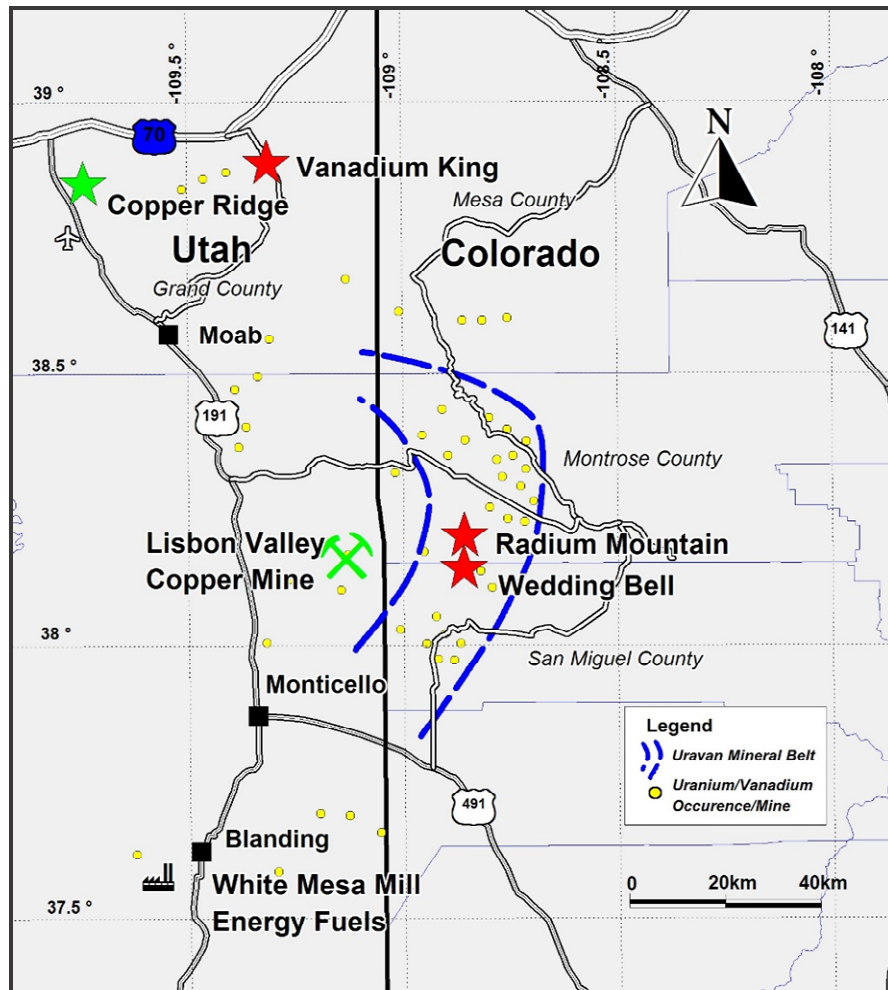 -109.5 °
-109 °
-108.5 °
-108 °
39 °
70
Vanadium King
N
Copper Ridge
Mesa County
Utah
Colorado
Grand County
Moab
141
38.5 °
191
Montrose County
Lisbon Valley
Copper Mine
Radium Mountain
Wedding Bell
38 °
San Miguel County
Monticello
Legend
Uravan Mineral Belt
Uranium/Vanadium
Occurence/Mine
491
Blanding
White Mesa Mill
Energy Fuels
0 20km 40km
37.5 °